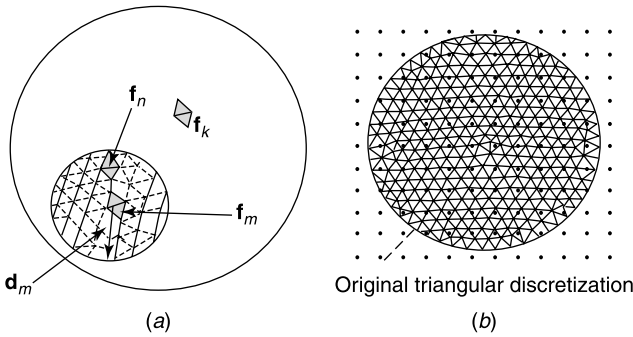 f_n
f_k
f_m
d_m
Original triangular discretization
(a)
(b)